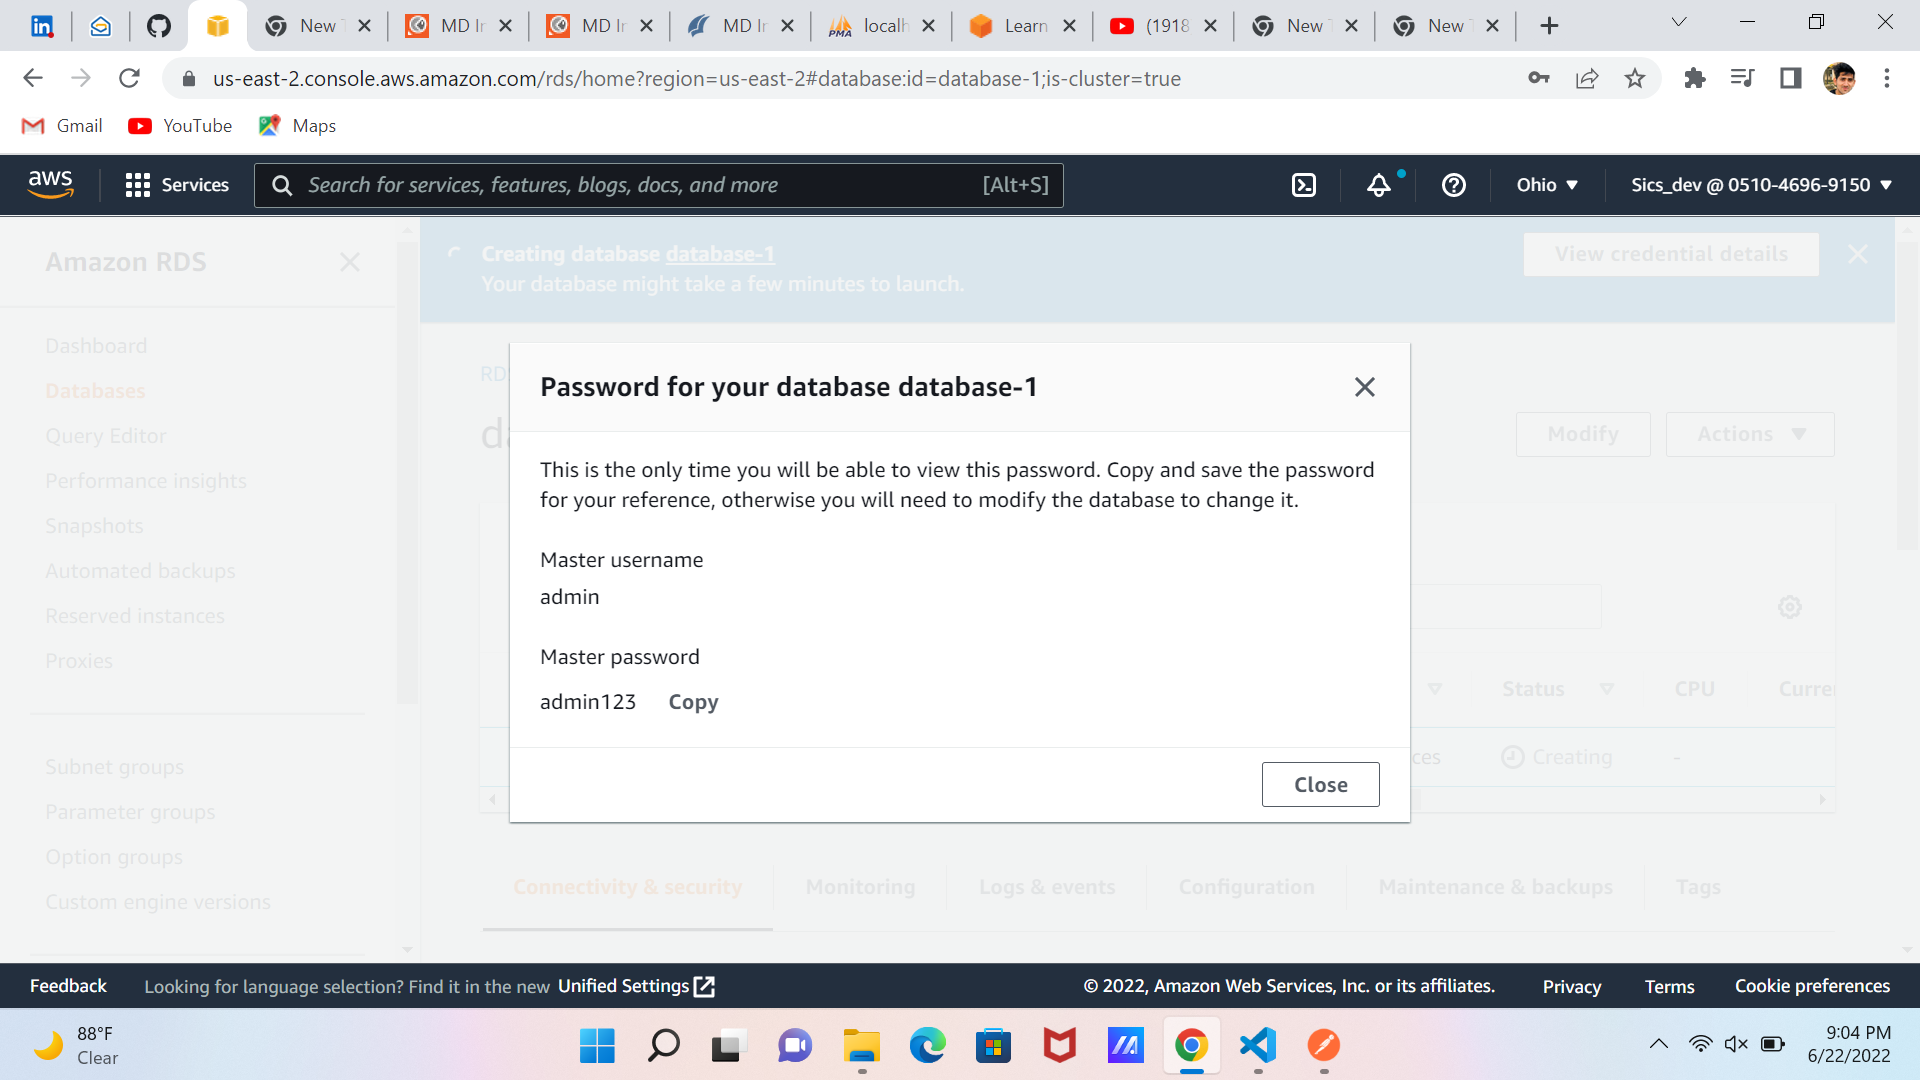 New T
MD In
MD In
MD In
localh
Learn
(1918
New T
New T
us-east-2.console.aws.amazon.com/rds/home?region=us-east-2#database:id=database-1;is-cluster=true
Gmail YouTube Maps
aws Services Search for services, features, blogs, docs, and more [Alt+S] Ohio ▼ Sics_dev @ 0510-4696-9150 ▼
Amazon RDS
Creating database database-1
View credential details
Your database might take a few minutes to launch.
Dashboard
Databases
Query Editor
Performance insights
Snapshots
Automated backups
Reserved instances
Proxies
Subnet groups
Parameter groups
Option groups
Custom engine versions
RD
da
Modify Actions
Password for your database database-1
This is the only time you will be able to view this password. Copy and save the password
for your reference, otherwise you will need to modify the database to change it.
Master username
admin
Master password
admin123 Copy
Close
Status CPU Curre
ces Creating -
Connectivity & security Monitoring Logs & events Configuration Maintenance & backups Tags
Feedback Looking for language selection? Find it in the new Unified Settings © 2022, Amazon Web Services, Inc. or its affiliates. Privacy Terms Cookie preferences
88°F
Clear
9:04 PM
6/22/2022